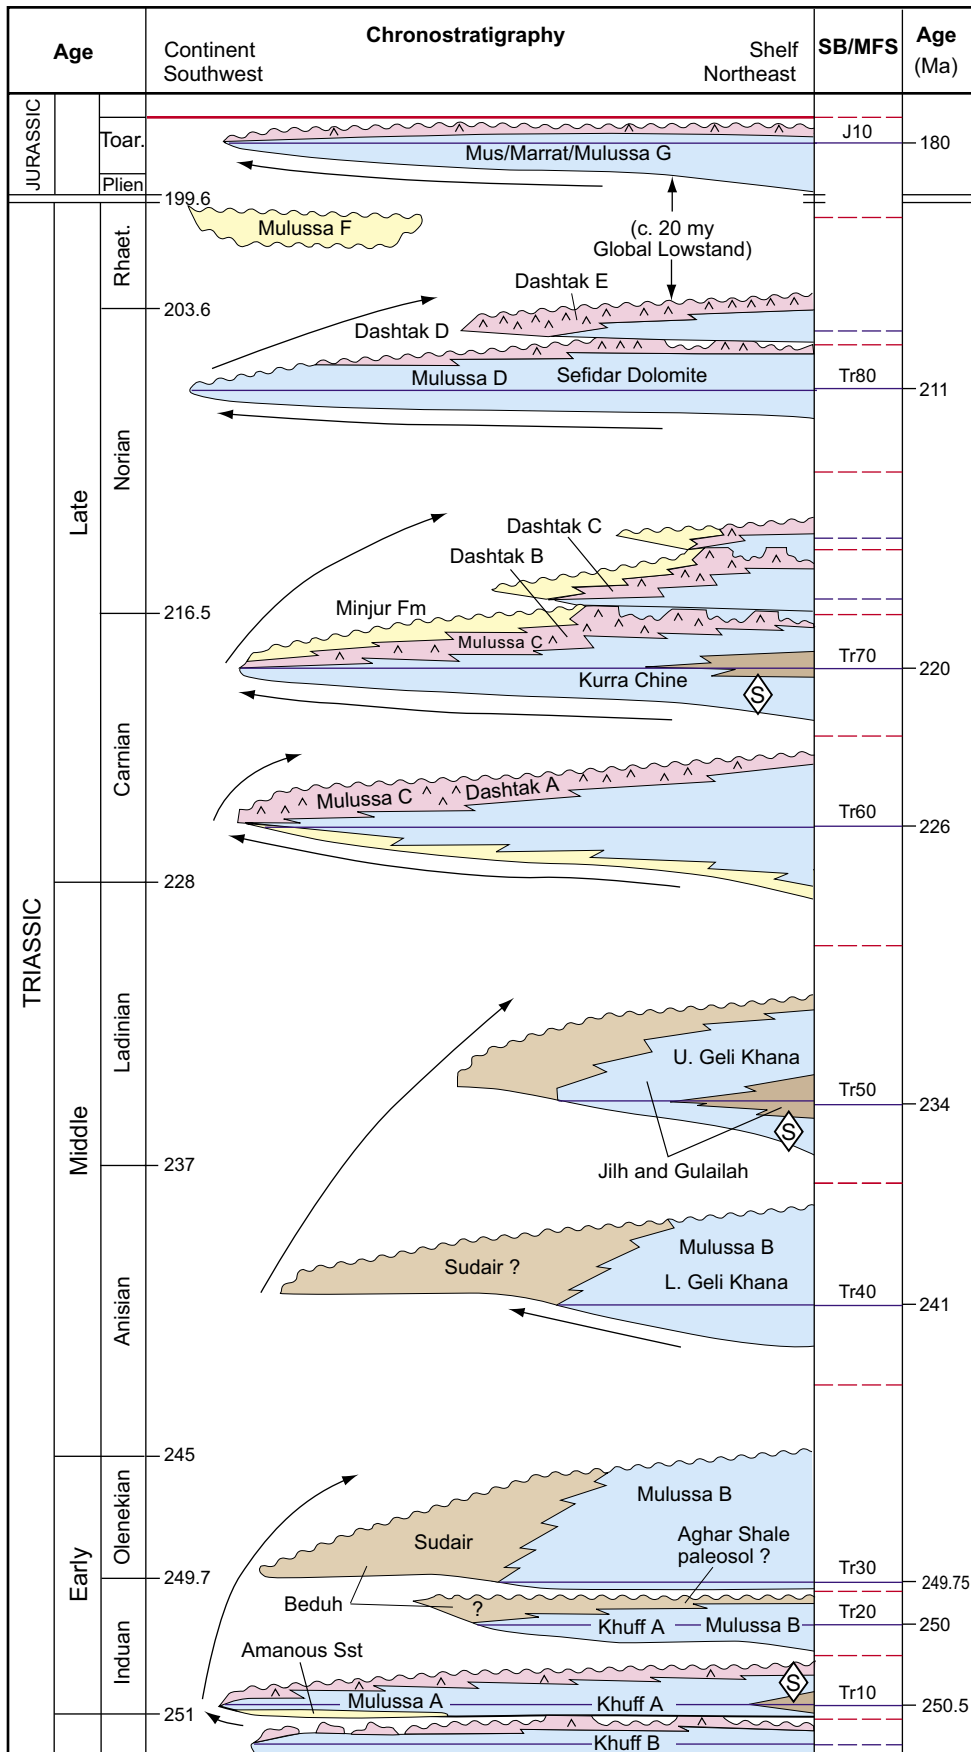 Age
Continent
Southwest
Chronostratigraphy
Shelf
Northeast
SB/MFS
Age
(Ma)
JURASSIC
Toar.
Plien
J10
180
Mus/Marrat/Mulussa G
199.6
Mulussa F
(c. 20 my
Global Lowstand)
Rhaet.
Dashtak E
203.6
Dashtak D
Mulussa D
Sefidar Dolomite
Tr80
211
Norian
Late
Dashtak C
Dashtak B
Minjur Fm
216.5
Mulussa C
Tr70
220
Kurra Chine
S
Carnian
Mulussa C
Dashtak A
Tr60
226
228
TRIASSIC
Ladinian
U. Geli Khana
Tr50
234
S
Middle
237
Jilh and Gulailah
Mulussa B
Sudair ?
L. Geli Khana
Tr40
241
Anisian
245
Mulussa B
Olenekian
Sudair
Aghar Shale
paleosol ?
Early
249.7
Tr30
249.75
Beduh
?
Khuff A
Mulussa B
Tr20
250
Induan
Amanous Sst
S
Mulussa A
Khuff A
Tr10
250.5
251
Khuff B